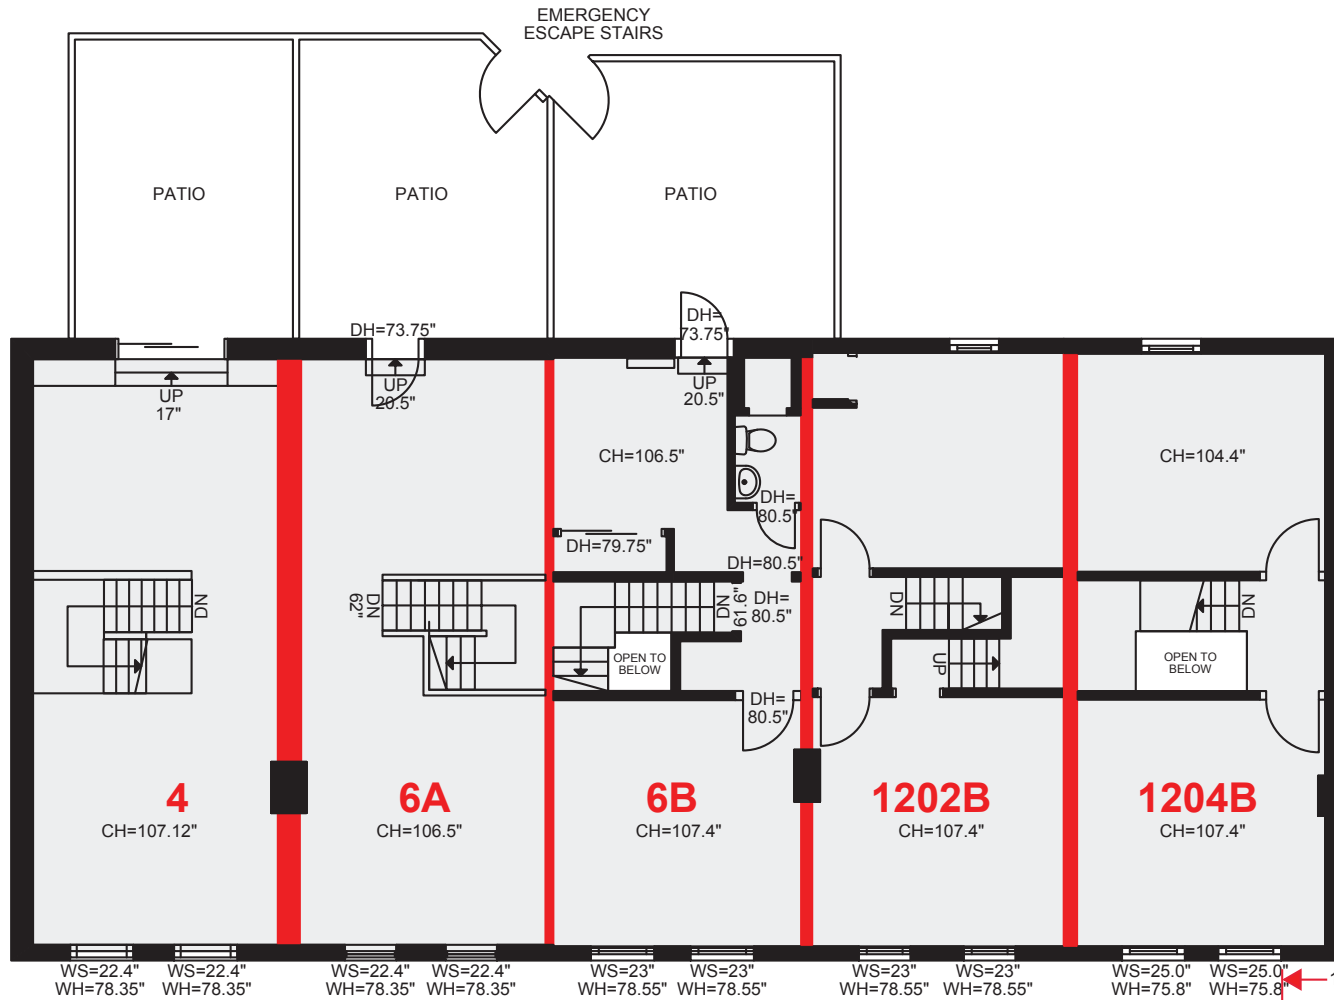 EMERGENCY
ESCAPE STAIRS
PATIO
PATIO
PATIO
DH=73.75"
DH=
73.75"
UP
17"
UP
20.5"
UP
20.5"
CH=106.5"
CH=104.4"
DH=
80.5"
DH=79.75"
DH=80.5"
DN
DN
62"
DN
61.6"
DH=
80.5"
DN
DN
OPEN TO
BELOW
UP
OPEN TO
BELOW
DH=
80.5"
4
CH=107.12"
6A
CH=106.5"
6B
CH=107.4"
1202B
CH=107.4"
1204B
CH=107.4"
WS=22.4"
WH=78.35"
WS=22.4"
WH=78.35"
WS=22.4"
WH=78.35"
WS=22.4"
WH=78.35"
WS=23"
WH=78.55"
WS=23"
WH=78.55"
WS=23"
WH=78.55"
WS=23"
WH=78.55"
WS=25.0"
WH=75.8"
WS=25.0"
WH=75.8"